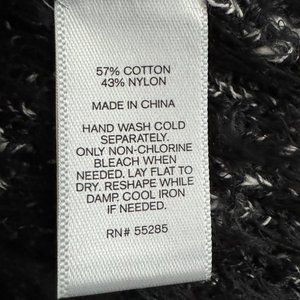 57% COTTON
43% NYLON
MADE IN CHINA
HAND WASH COLD
SEPARATELY.
ONLY NON-CHLORINE
BLEACH WHEN
NEEDED. LAY FLAT TO
DRY. RESHAPE WHILE
DAMP. COOL IRON
IF NEEDED.
RN# 55285